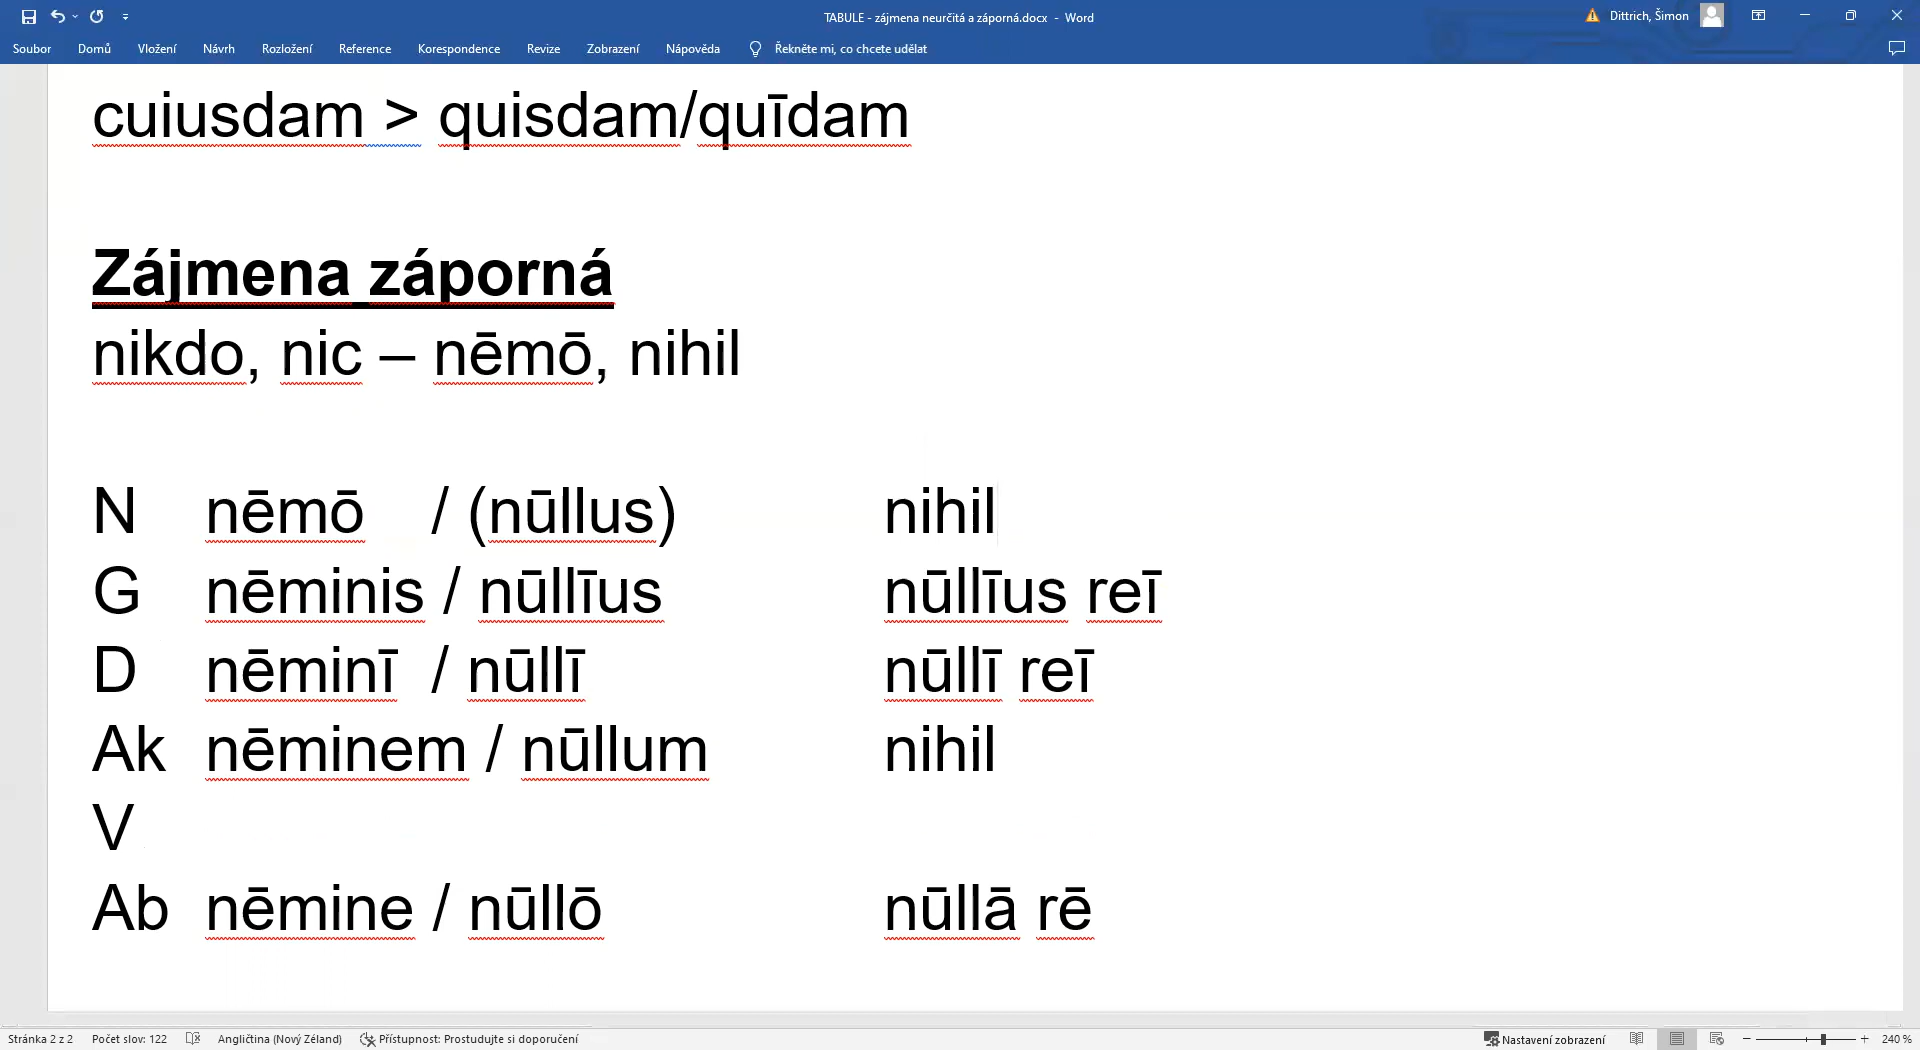 TABULE - zájmena neurčitá a záporná.docx - Word
Dittrich, Šimon
Soubor Domů Vložení Návrh Rozložení Reference Korespondence Revize Zobrazení Nápověda Řekněte mi, co chcete udělat
cuiusdam > quisdam/quīdam
Zájmena záporná
nikdo, nic – nēmō, nihil
N nēmō / (nūllus) nihil
G nēminis / nūllīus nūllīus reī
D nēminī / nūllī nūllī reī
Ak nēminem / nūllum nihil
V
Ab nēmine / nūllō nūllā rē
Stránka 2 z 2 Počet slov: 122 Angličtina (Nový Zéland) Přístupnost: Prostudujte si doporučení Nastavení zobrazení 240 %